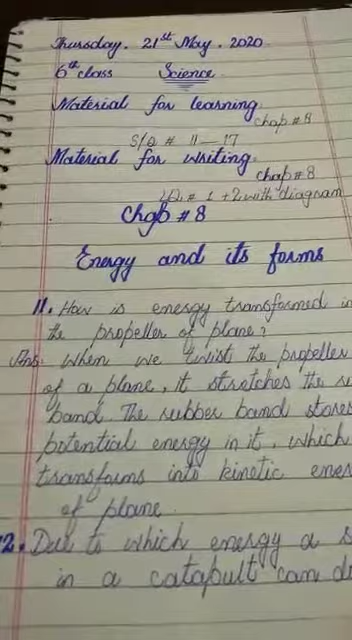 Thursday. 21st May. 2020
6th class Science
Material for learning
chap # 8
S/Q # 11 — 17
Material for writing.
chap # 8
# 1 + 2 with diagram
Chap # 8
Energy and its forms
11. How is energy transformed in
the propeller of plane?
Ans. When we twist the propeller
of a plane, it stretches the
band. The rubber band stores
potential energy in it, which
transforms into kinetic ener
of plane.
12. Due to which energy a s
in a catapult can